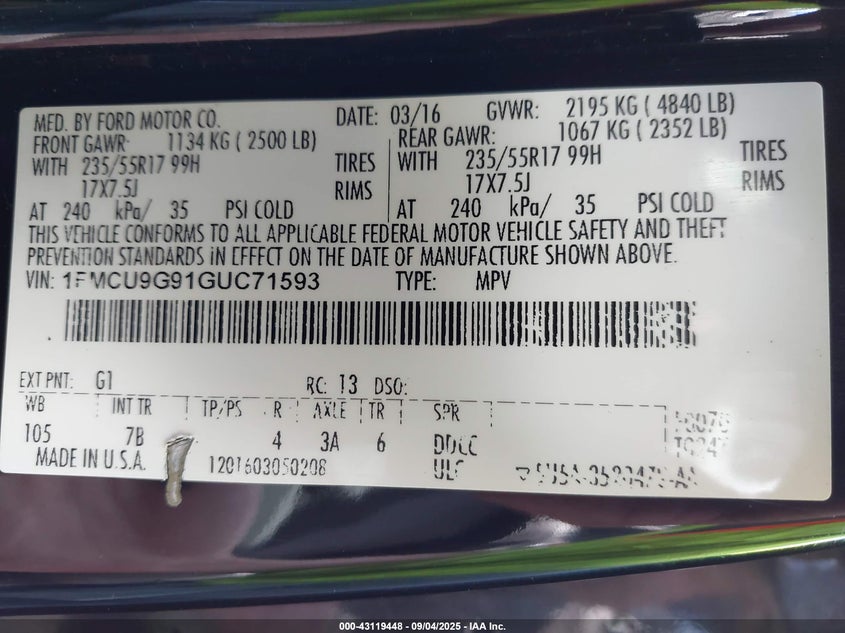 MFD. BY FORD MOTOR CO. DATE: 03/16 GVWR: 2195 KG ( 4840 LB)
FRONT GAWR: 1134 KG ( 2500 LB) REAR GAWR: 1067 KG ( 2352 LB)
WITH 235/55R17 99H TIRES WITH 235/55R17 99H TIRES
17X7.5J RIMS 17X7.5J RIMS
AT 240 kPa/ 35 PSI COLD AT 240 kPa/ 35 PSI COLD
THIS VEHICLE CONFORMS TO ALL APPLICABLE FEDERAL MOTOR VEHICLE SAFETY AND THEFT
PREVENTION STANDARDS IN EFFECT ON THE DATE OF MANUFACTURE SHOWN ABOVE.
VIN: 1FMCU9G91GUC71593 TYPE: MPV
EXT PNT: G1 RC: 13 DSO:
WB INT TR TP/PS R AXLE TR SPR
105 7B 4 3A 6
MADE IN U.S.A. 1201603050208
000-43119448 - 09/04/2025 - IAA Inc.